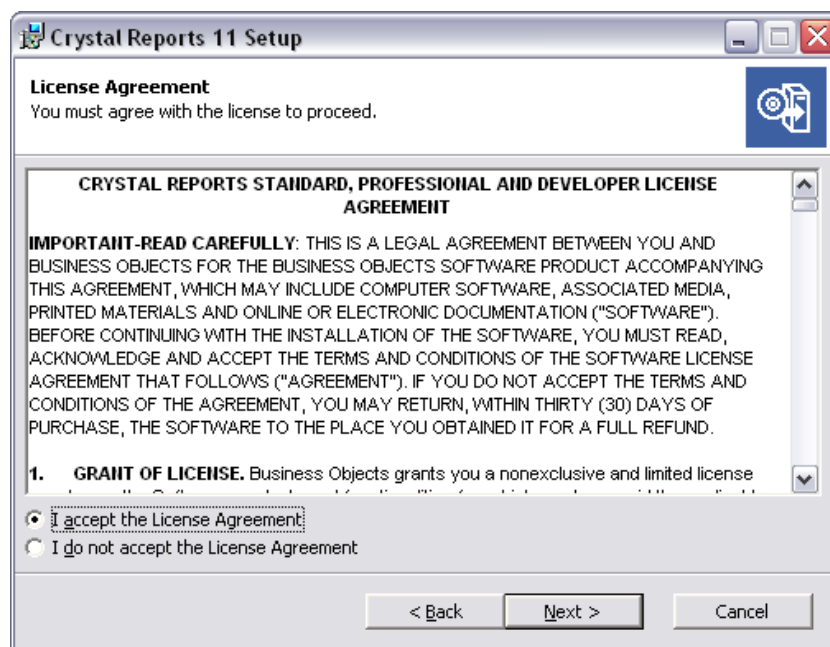 Crystal Reports 11 Setup
License Agreement
You must agree with the license to proceed.
CRYSTAL REPORTS STANDARD, PROFESSIONAL AND DEVELOPER LICENSE
AGREEMENT
IMPORTANT-READ CAREFULLY: THIS IS A LEGAL AGREEMENT BETWEEN YOU AND
BUSINESS OBJECTS FOR THE BUSINESS OBJECTS SOFTWARE PRODUCT ACCOMPANYING
THIS AGREEMENT, WHICH MAY INCLUDE COMPUTER SOFTWARE, ASSOCIATED MEDIA,
PRINTED MATERIALS AND ONLINE OR ELECTRONIC DOCUMENTATION ("SOFTWARE").
BEFORE CONTINUING WITH THE INSTALLATION OF THE SOFTWARE, YOU MUST READ,
ACKNOWLEDGE AND ACCEPT THE TERMS AND CONDITIONS OF THE SOFTWARE LICENSE
AGREEMENT THAT FOLLOWS ("AGREEMENT"). IF YOU DO NOT ACCEPT THE TERMS AND
CONDITIONS OF THE AGREEMENT, YOU MAY RETURN, WITHIN THIRTY (30) DAYS OF
PURCHASE, THE SOFTWARE TO THE PLACE YOU OBTAINED IT FOR A FULL REFUND.
1. GRANT OF LICENSE. Business Objects grants you a nonexclusive and limited license
I accept the License Agreement
I do not accept the License Agreement
< Back Next > Cancel